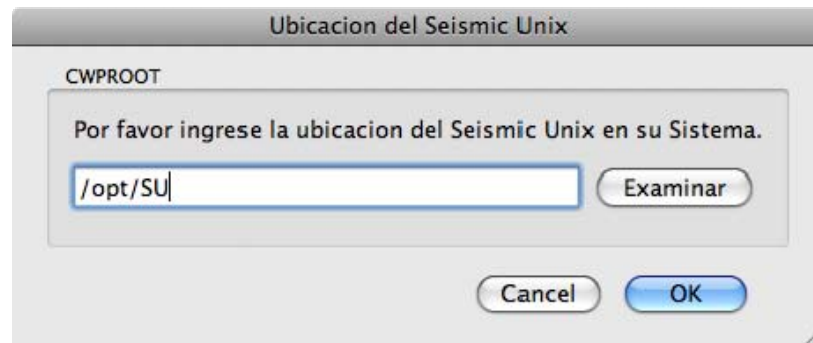 Ubicacion del Seismic Unix
CWPROOT
Por favor ingrese la ubicacion del Seismic Unix en su Sistema.
/opt/SU
Examinar
Cancel
OK